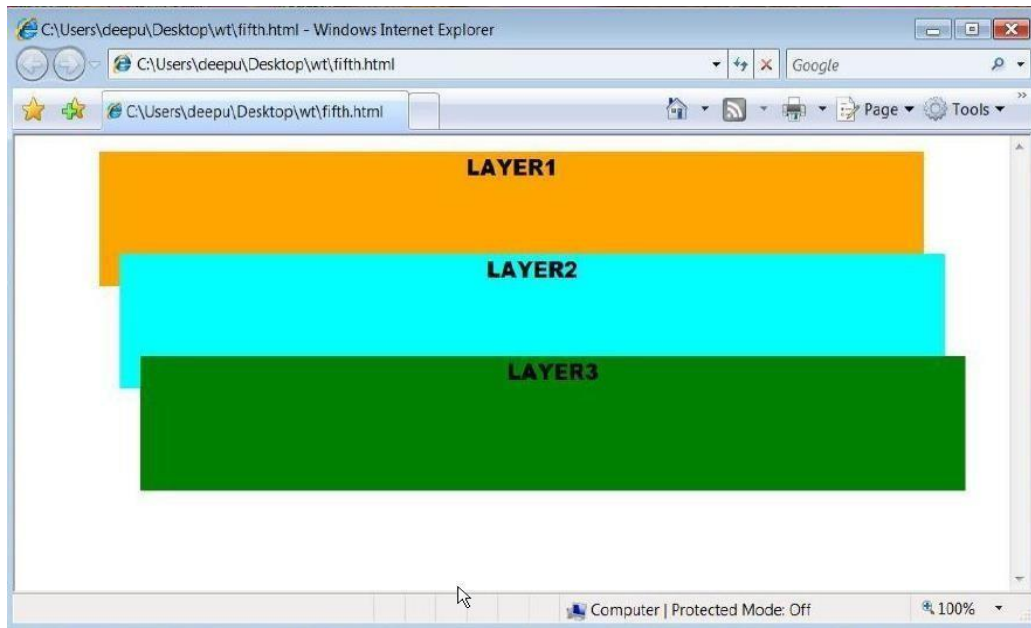 C:\Users\deepu\Desktop\wt\fifth.html - Windows Internet Explorer
C:\Users\deepu\Desktop\wt\fifth.html Google
C:\Users\deepu\Desktop\wt\fifth.html Page Tools
LAYER1
LAYER2
LAYER3
Computer | Protected Mode: Off 100%